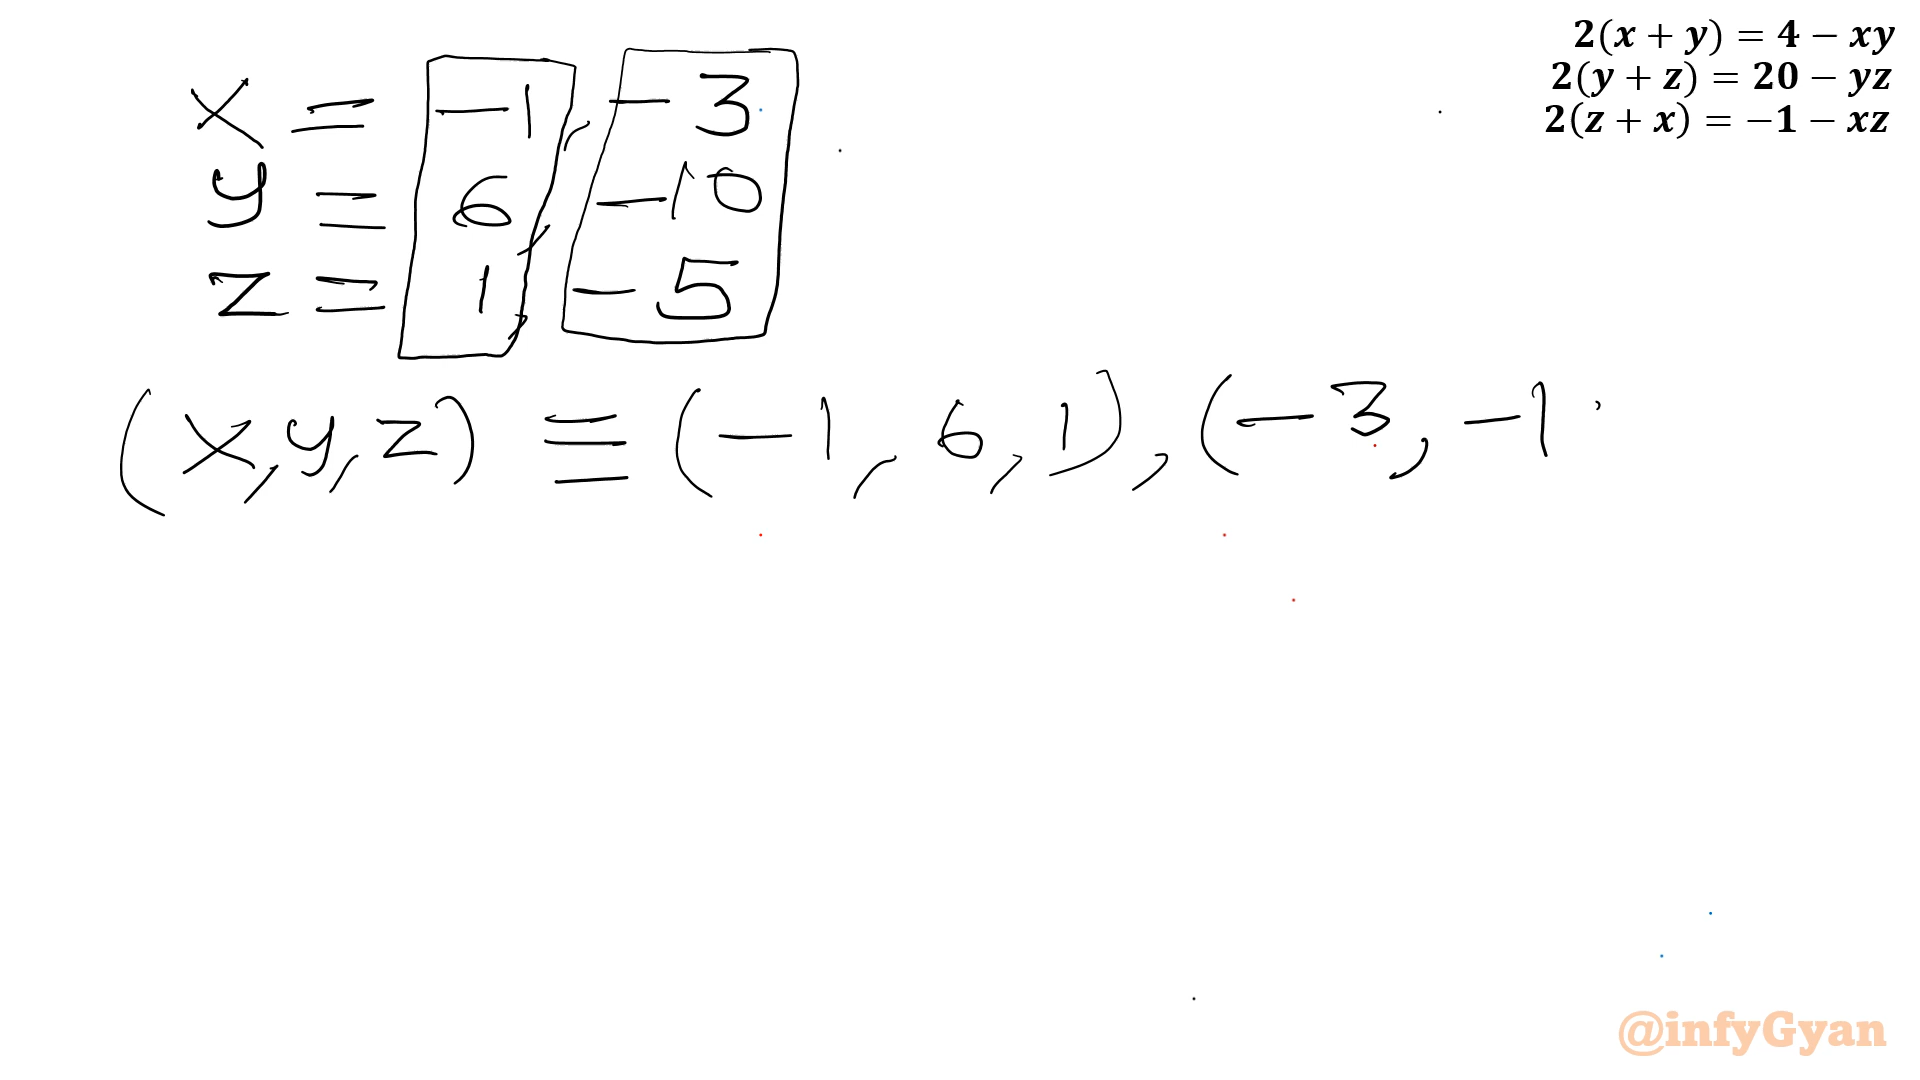 2(x + y) = 4 − xy
2(y + z) = 20 − yz
2(z + x) = −1 − xz
x = −1, −3
y = 6, −10
z = 1, −5
(x, y, z) ≡ (−1, 6, 1), (−3, −1
@infyGyan